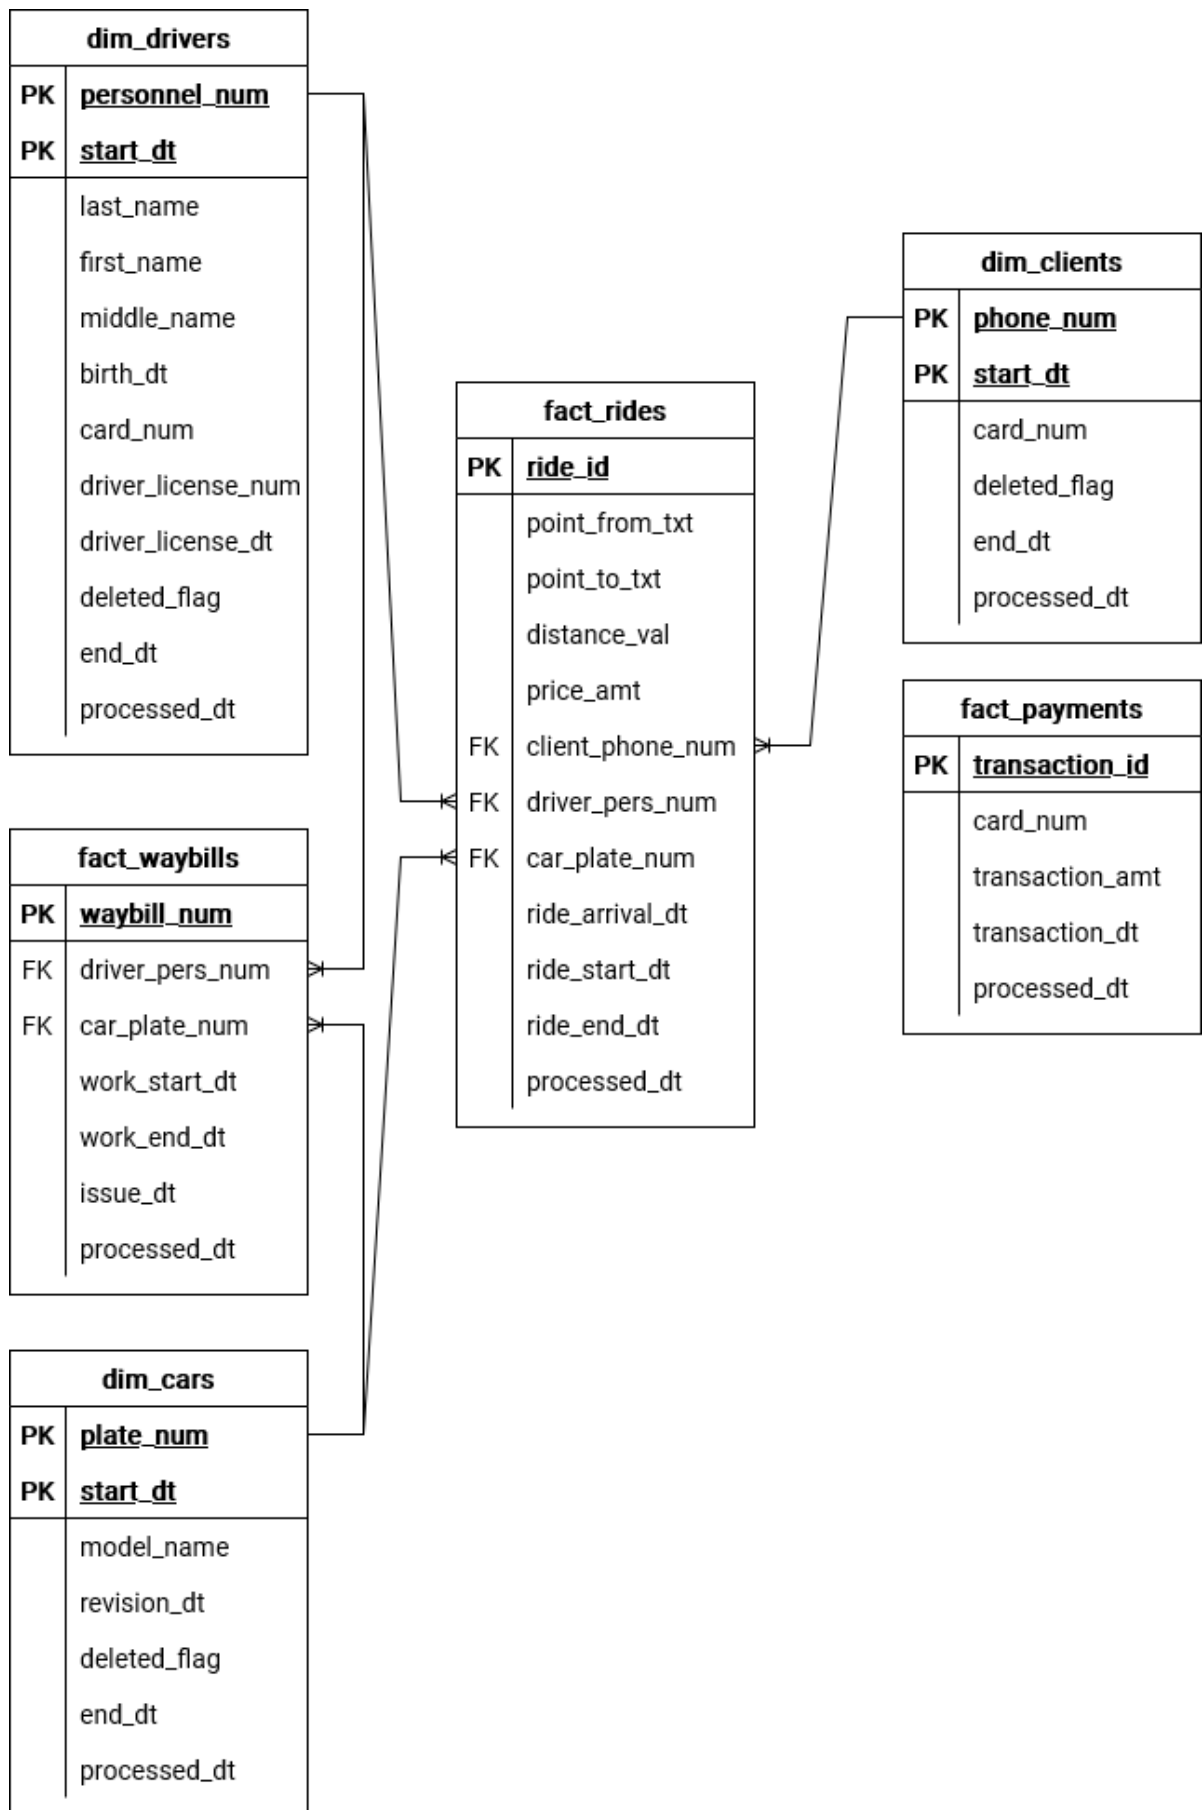 dim_drivers
PK personnel_num
PK start_dt
last_name
first_name
middle_name
birth_dt
card_num
driver_license_num
driver_license_dt
deleted_flag
end_dt
processed_dt
fact_waybills
PK waybill_num
FK driver_pers_num
FK car_plate_num
work_start_dt
work_end_dt
issue_dt
processed_dt
dim_cars
PK plate_num
PK start_dt
model_name
revision_dt
deleted_flag
end_dt
processed_dt
fact_rides
PK ride_id
point_from_txt
point_to_txt
distance_val
price_amt
FK client_phone_num
FK driver_pers_num
FK car_plate_num
ride_arrival_dt
ride_start_dt
ride_end_dt
processed_dt
dim_clients
PK phone_num
PK start_dt
card_num
deleted_flag
end_dt
processed_dt
fact_payments
PK transaction_id
card_num
transaction_amt
transaction_dt
processed_dt